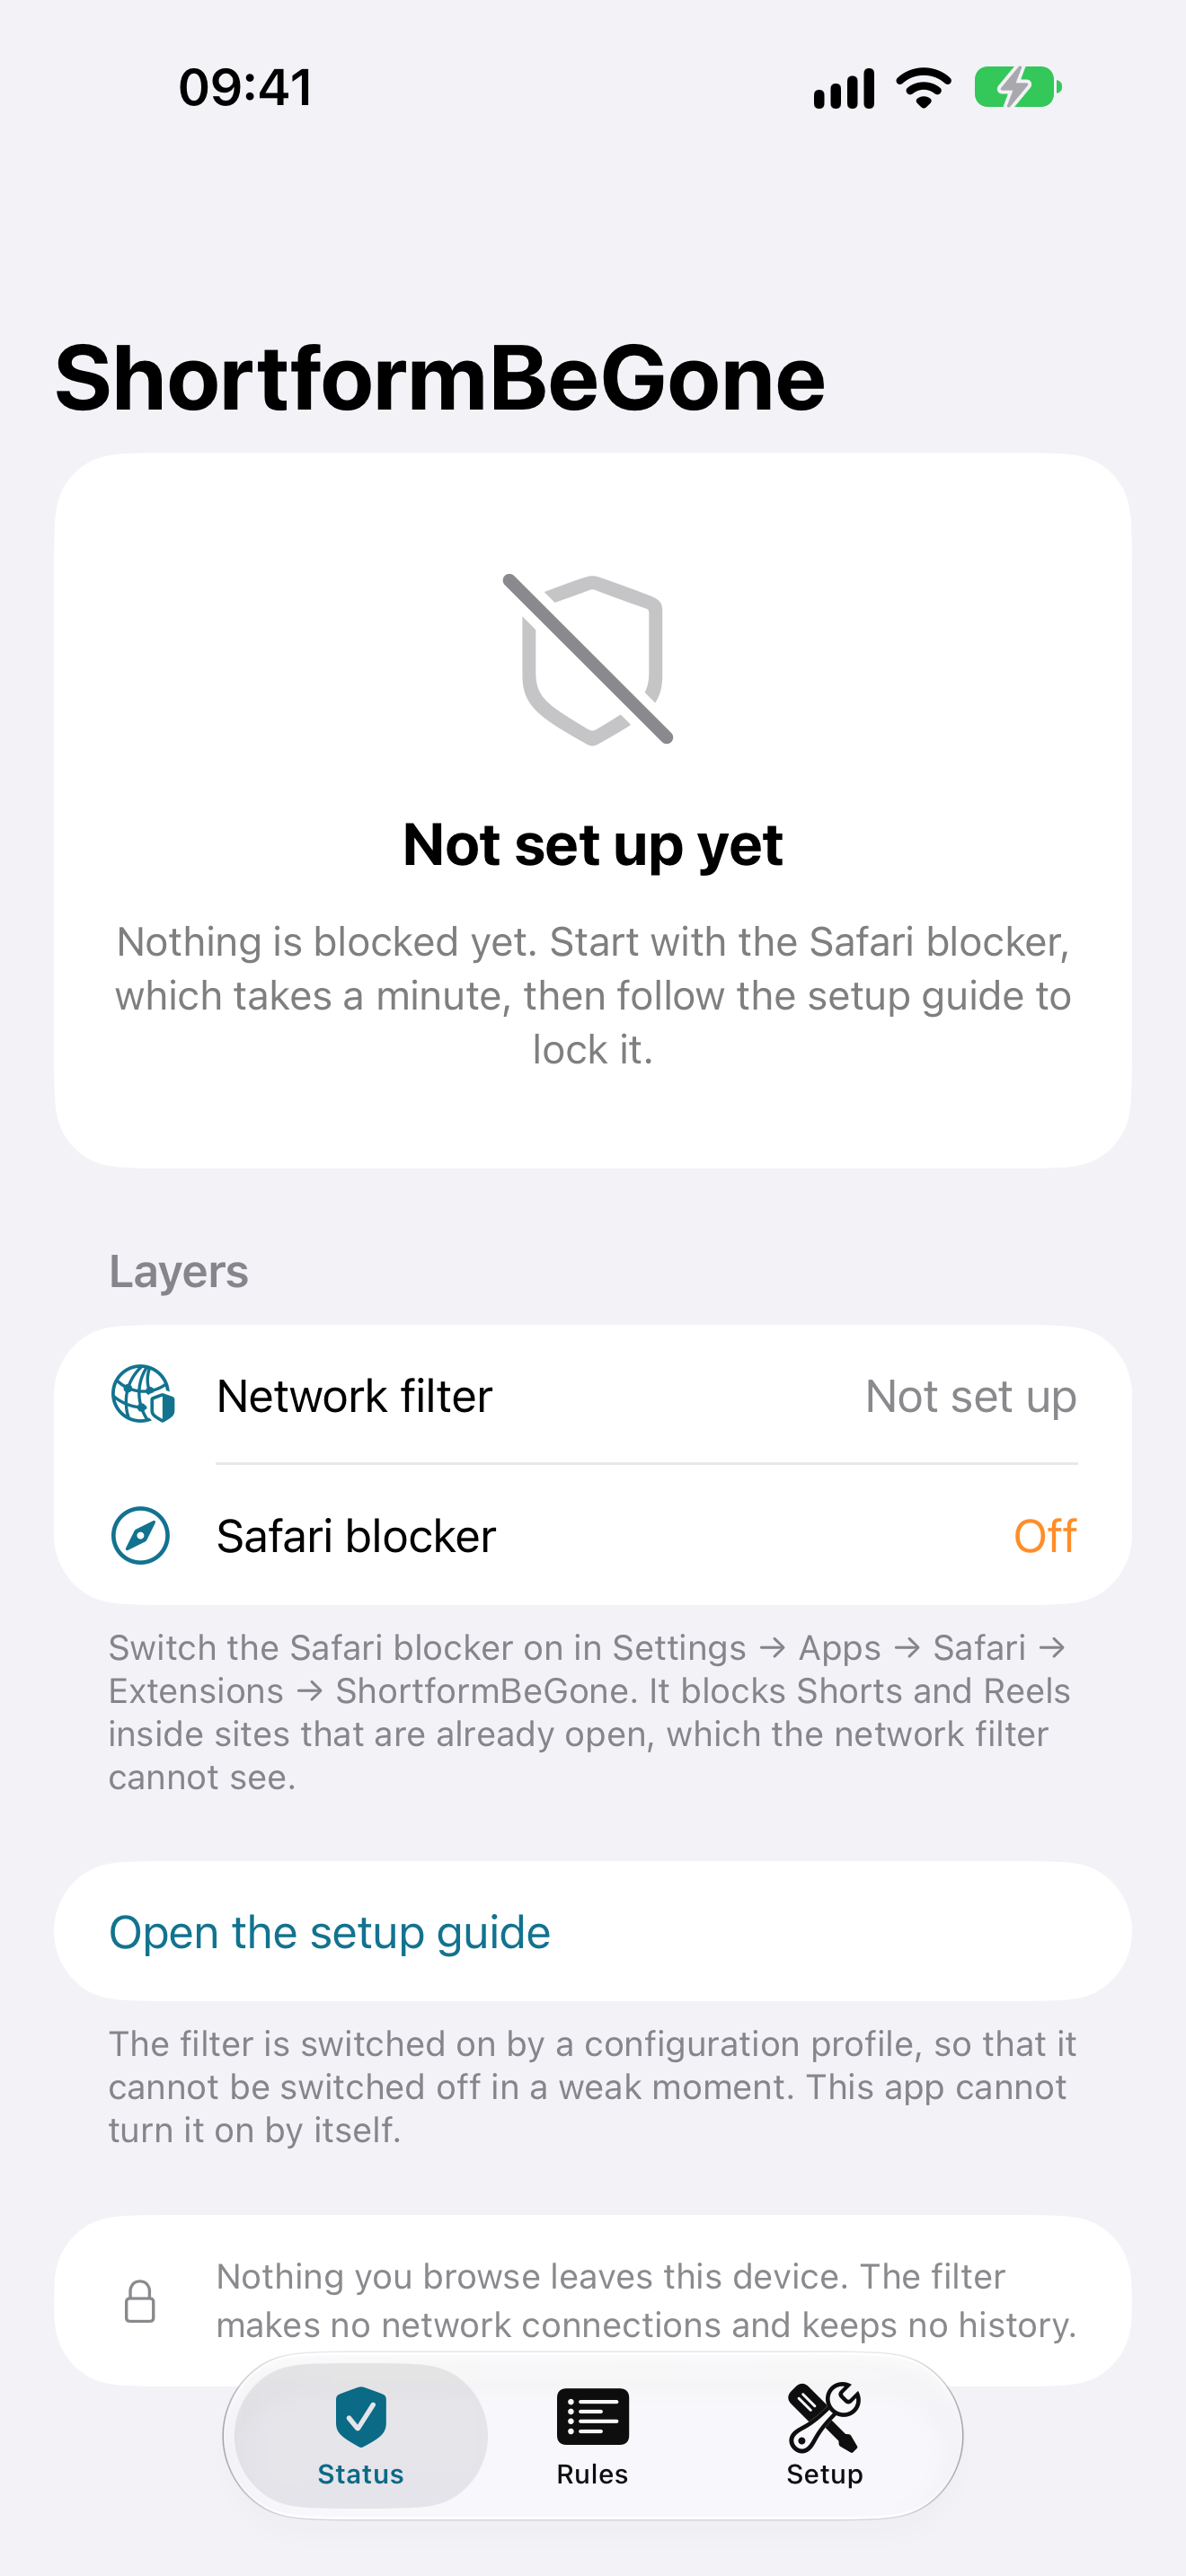 09:41
ShortformBeGone
Not set up yet
Nothing is blocked yet. Start with the Safari blocker,
which takes a minute, then follow the setup guide to
lock it.
Layers
Network filter
Not set up
Safari blocker
Off
Switch the Safari blocker on in Settings → Apps → Safari →
Extensions → ShortformBeGone. It blocks Shorts and Reels
inside sites that are already open, which the network filter
cannot see.
Open the setup guide
The filter is switched on by a configuration profile, so that it
cannot be switched off in a weak moment. This app cannot
turn it on by itself.
Nothing you browse leaves this device. The filter
makes no network connections and keeps no history.
Status
Rules
Setup